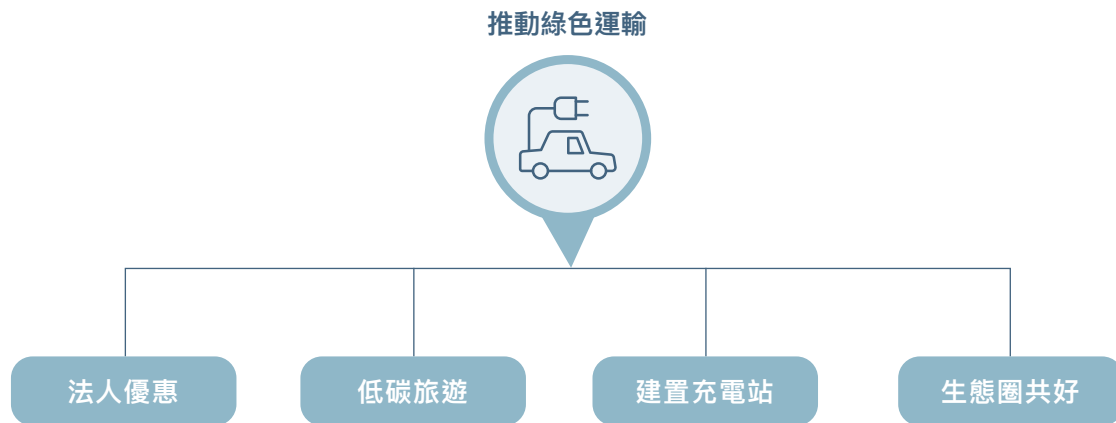 推動綠色運輸
法人優惠
低碳旅遊
建置充電站
生態圈共好